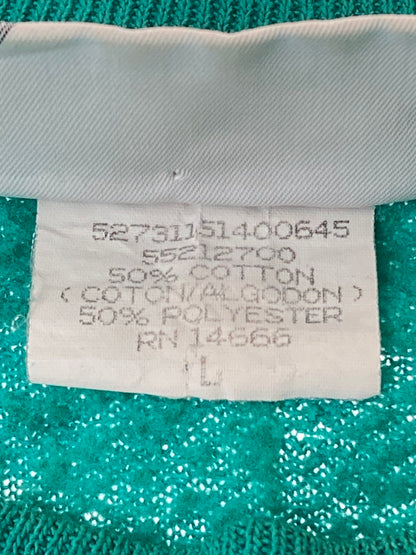 52731151400645
55212700
50% COTTON
( COTON/ALGODON )
50% POLYESTER
RN 14666
L